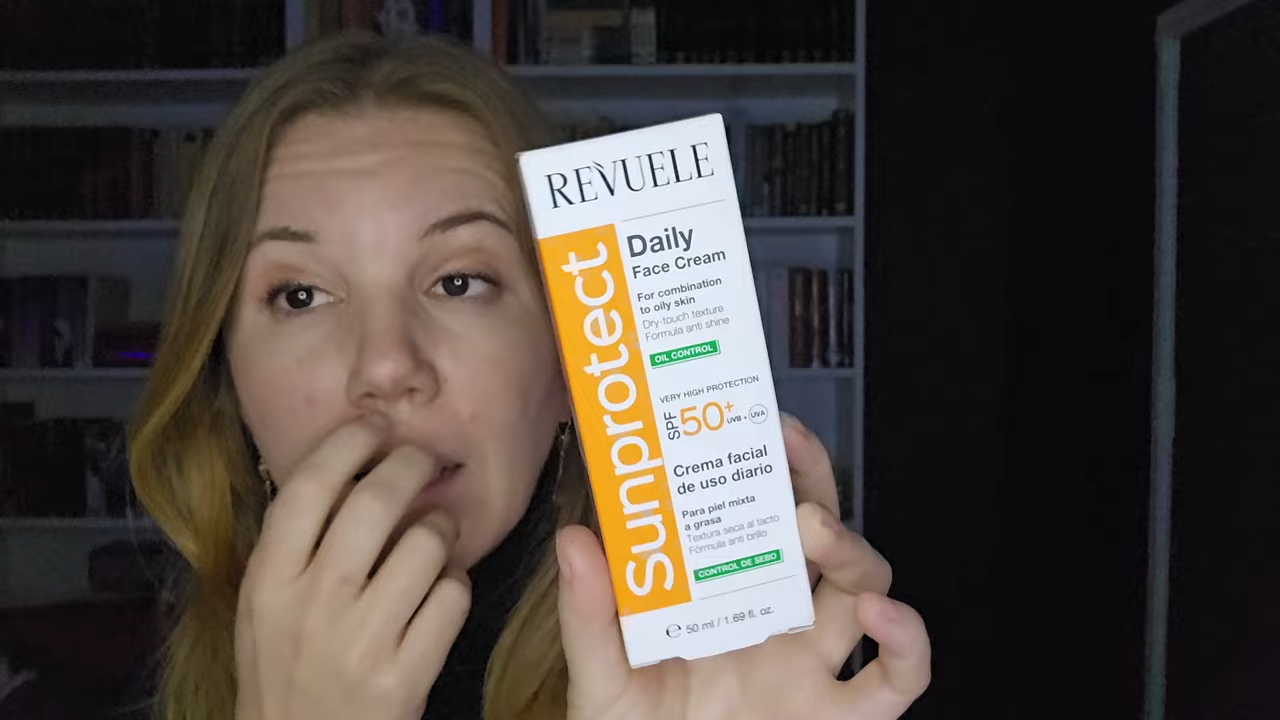 REVUELE
Sunprotect
Daily
Face Cream
For combination
to oily skin
Dry-touch texture
Formula anti shine
OIL CONTROL
VERY HIGH PROTECTION
SPF 50+ UVB + UVA
Crema facial
de uso diario
Para piel mixta
a grasa
Textura seca al tacto
Fórmula anti brillo
CONTROL DE SEBO
℮ 50 ml / 1.69 fl. oz.